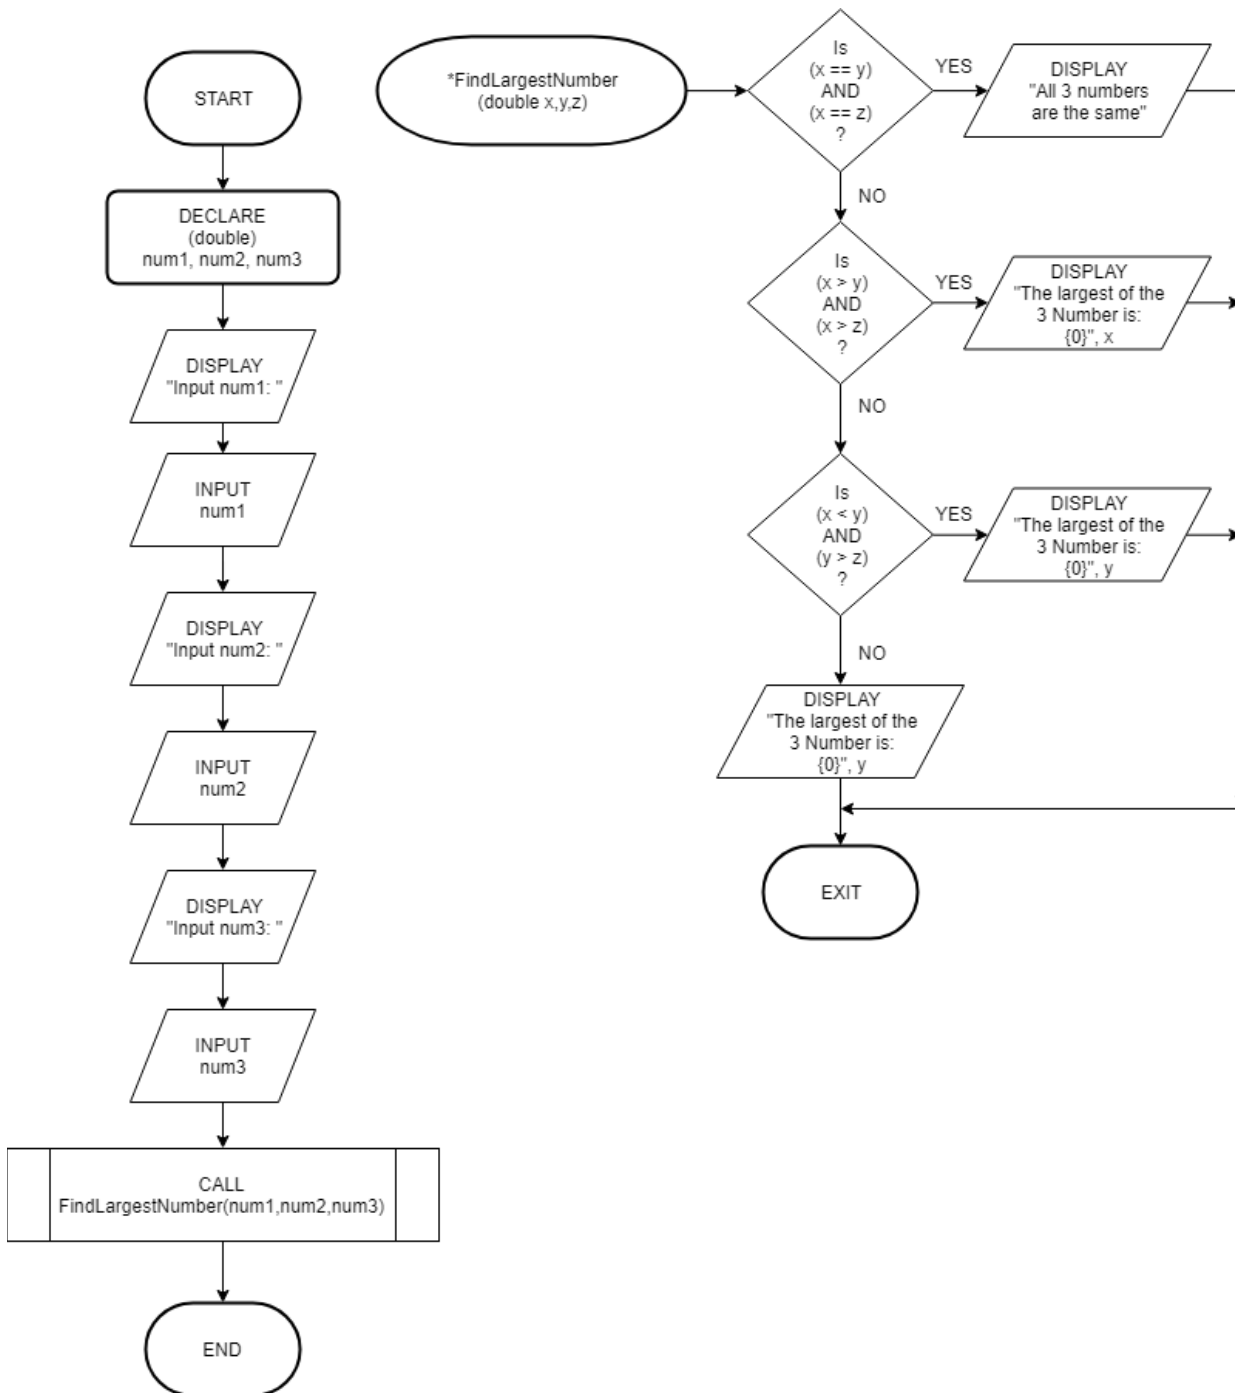 START
DECLARE
(double)
num1, num2, num3
DISPLAY
"Input num1: "
INPUT
num1
DISPLAY
"Input num2: "
INPUT
num2
DISPLAY
"Input num3: "
INPUT
num3
CALL
FindLargestNumber(num1,num2,num3)
END
*FindLargestNumber
(double x,y,z)
Is
(x == y)
AND
(x == z)
?
YES
DISPLAY
"All 3 numbers
are the same"
NO
Is
(x > y)
AND
(x > z)
?
YES
DISPLAY
"The largest of the
3 Number is:
{0}", x
NO
Is
(x < y)
AND
(y > z)
?
YES
DISPLAY
"The largest of the
3 Number is:
{0}", y
NO
DISPLAY
"The largest of the
3 Number is:
{0}", y
EXIT